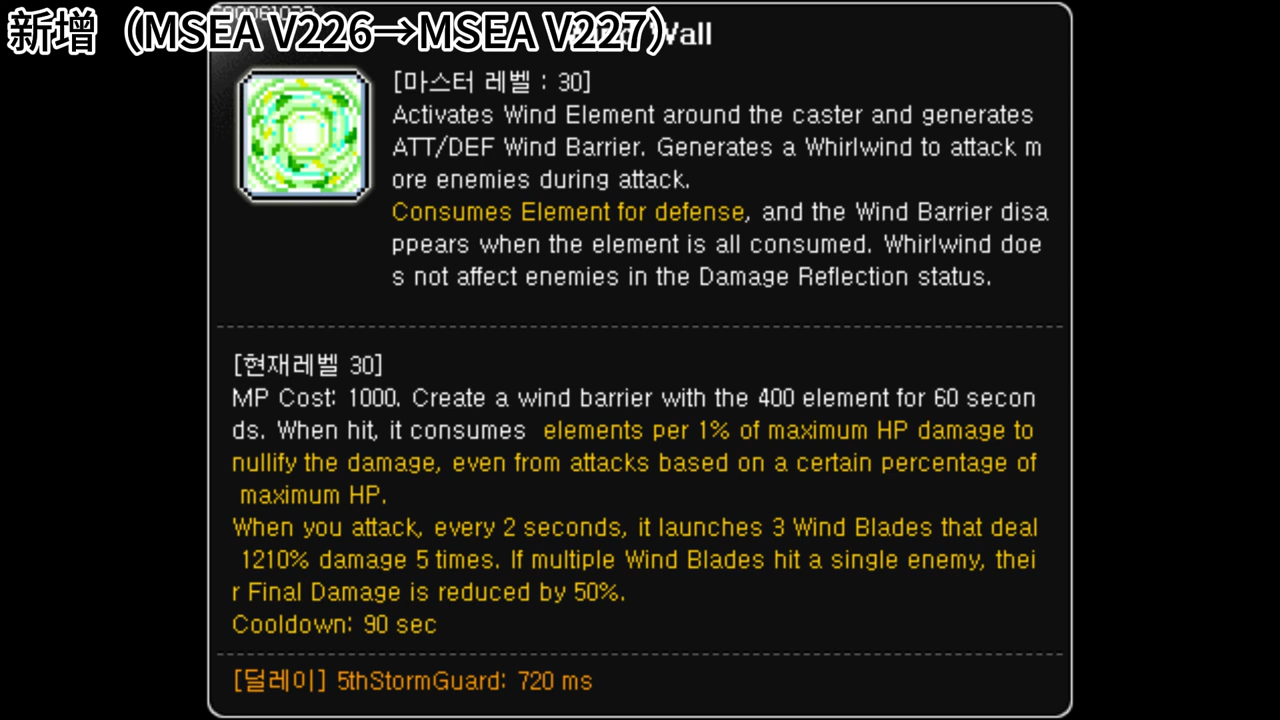 新增（MSEA V226→MSEA V227）
Wall
[마스터 레벨 : 30]
Activates Wind Element around the caster and generates
ATT/DEF Wind Barrier. Generates a Whirlwind to attack m
ore enemies during attack.
Consumes Element for defense, and the Wind Barrier disa
ppears when the element is all consumed. Whirlwind doe
s not affect enemies in the Damage Reflection status.
[현재레벨 30]
MP Cost: 1000. Create a wind barrier with the 400 element for 60 secon
ds. When hit, it consumes  elements per 1% of maximum HP damage to
nullify the damage, even from attacks based on a certain percentage of
maximum HP.
When you attack, every 2 seconds, it launches 3 Wind Blades that deal
1210% damage 5 times. If multiple Wind Blades hit a single enemy, thei
r Final Damage is reduced by 50%.
Cooldown: 90 sec
[딜레이] 5thStormGuard: 720 ms